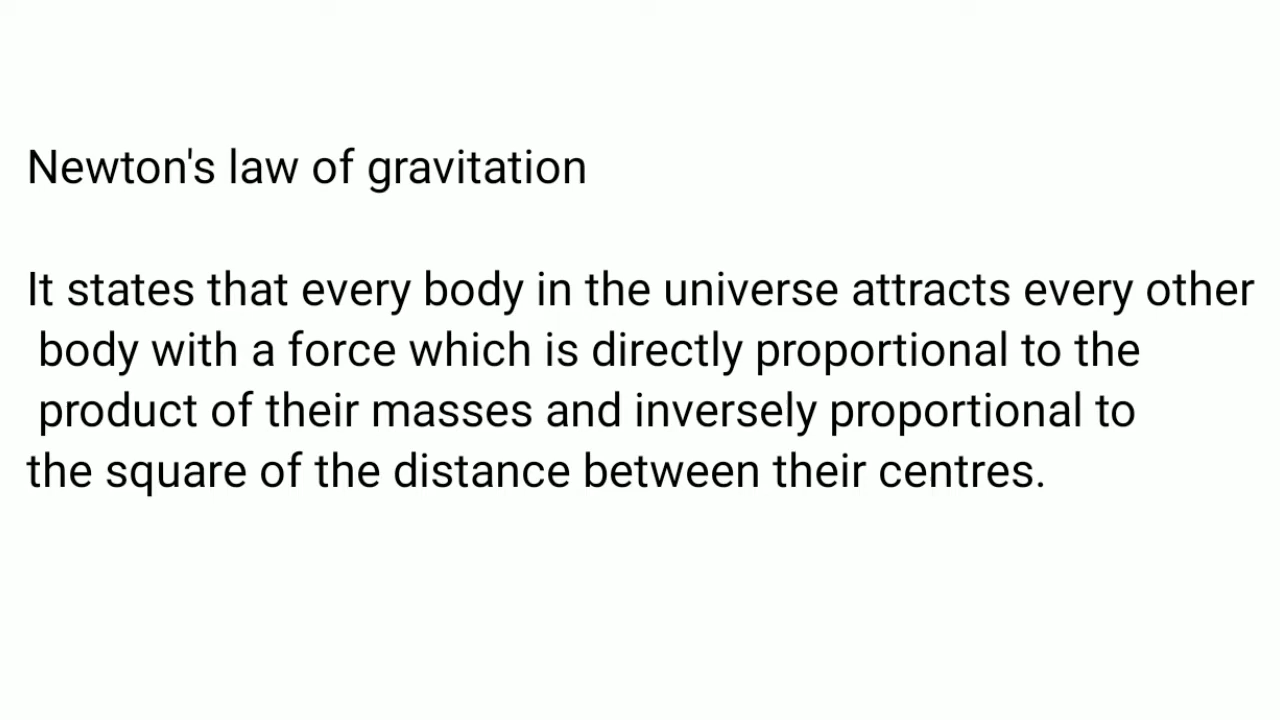 Newton's law of gravitation
It states that every body in the universe attracts every other
body with a force which is directly proportional to the
product of their masses and inversely proportional to
the square of the distance between their centres.